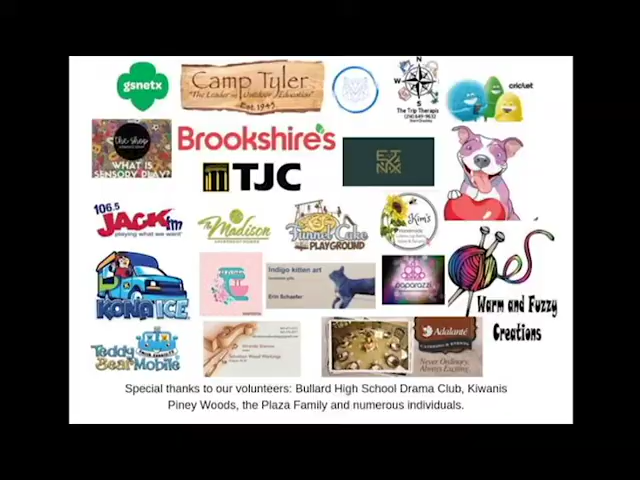 gsnetx
Camp Tyler
"The Leader in Outdoor Education"
Est. 1945
N
W
The Trip Therapis
cricket
the shop
WHAT IS
SENSORY PLAY?
Brookshire's
TJC
106.5
JACKfm
playing what we want
The Madison
Funnel Cake
PLAYGROUND
Kim's
KONA ICE
Indigo kitten art
Erin Schaefer
paparazzi
Warm and Fuzzy
Creations
Teddy
Bear Mobile
Adalante
Never Ordinary.
Always Exciting.
Special thanks to our volunteers: Bullard High School Drama Club, Kiwanis
Piney Woods, the Plaza Family and numerous individuals.